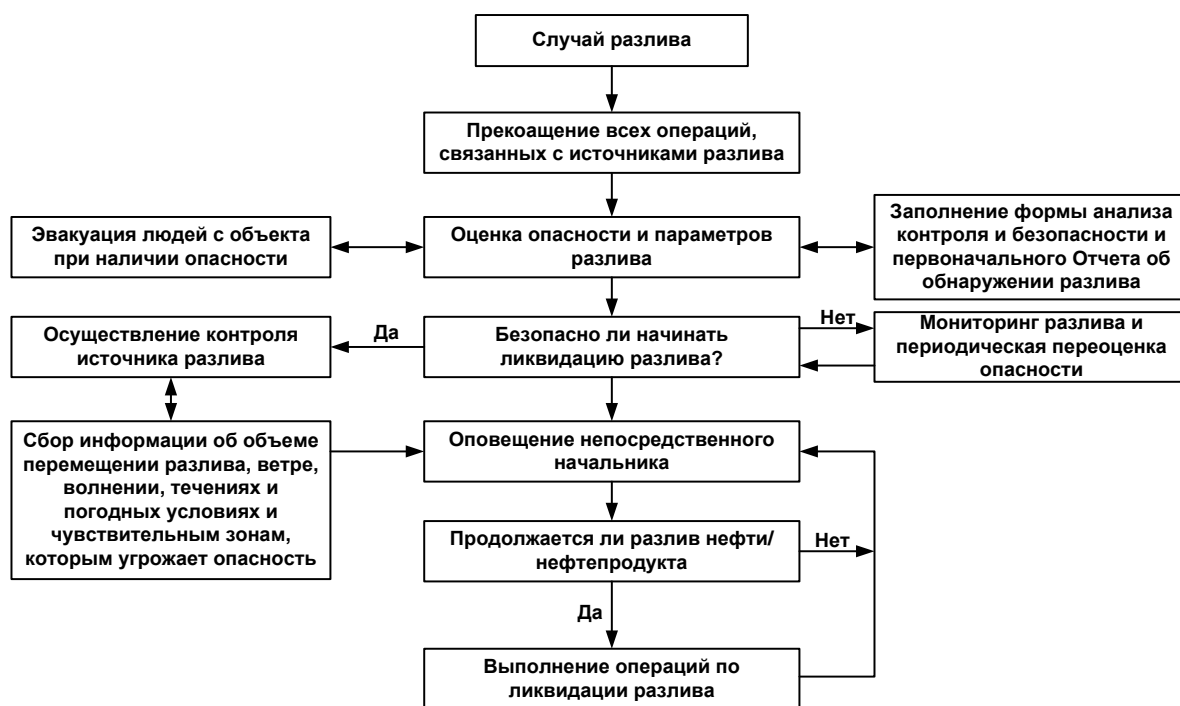 Случай разлива
Прекоащение всех операций,
связанных с источниками разлива
Эвакуация людей с объекта
при наличии опасности
Оценка опасности и параметров
разлива
Заполнение формы анализа
контроля и безопасности и
первоначального Отчета об
обнаружении разлива
Осуществление контроля
источника разлива
Да
Безопасно ли начинать
ликвидацию разлива?
Нет
Мониторинг разлива и
периодическая переоценка
опасности
Сбор информации об объеме
перемещении разлива, ветре,
волнении, течениях и
погодных условиях и
чувствительным зонам,
которым угрожает опасность
Оповещение непосредственного
начальника
Продолжается ли разлив нефти/
нефтепродукта
Нет
Да
Выполнение операций по
ликвидации разлива